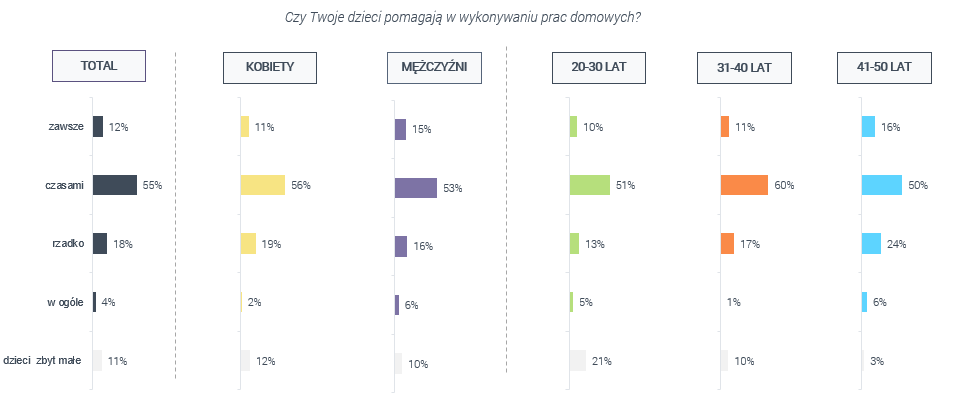 Czy Twoje dzieci pomagają w wykonywaniu prac domowych?
TOTAL KOBIETY MĘŻCZYŹNI 20-30 LAT 31-40 LAT 41-50 LAT
zawsze 12% 11% 15% 10% 11% 16%
czasami 55% 56% 53% 51% 60% 50%
rzadko 18% 19% 16% 13% 17% 24%
w ogóle 4% 2% 6% 5% 1% 6%
dzieci zbyt małe 11% 12% 10% 21% 10% 3%